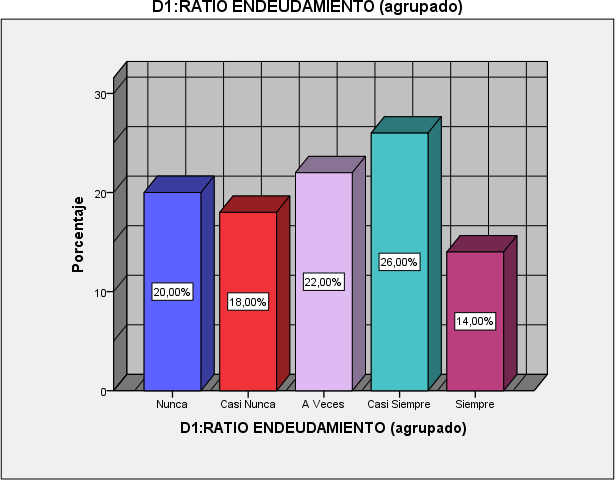 D1:RATIO ENDEUDAMIENTO (agrupado)
Porcentaje
30
20
10
0
20,00%
18,00%
22,00%
26,00%
14,00%
Nunca
Casi Nunca
A Veces
Casi Siempre
Siempre
D1:RATIO ENDEUDAMIENTO (agrupado)